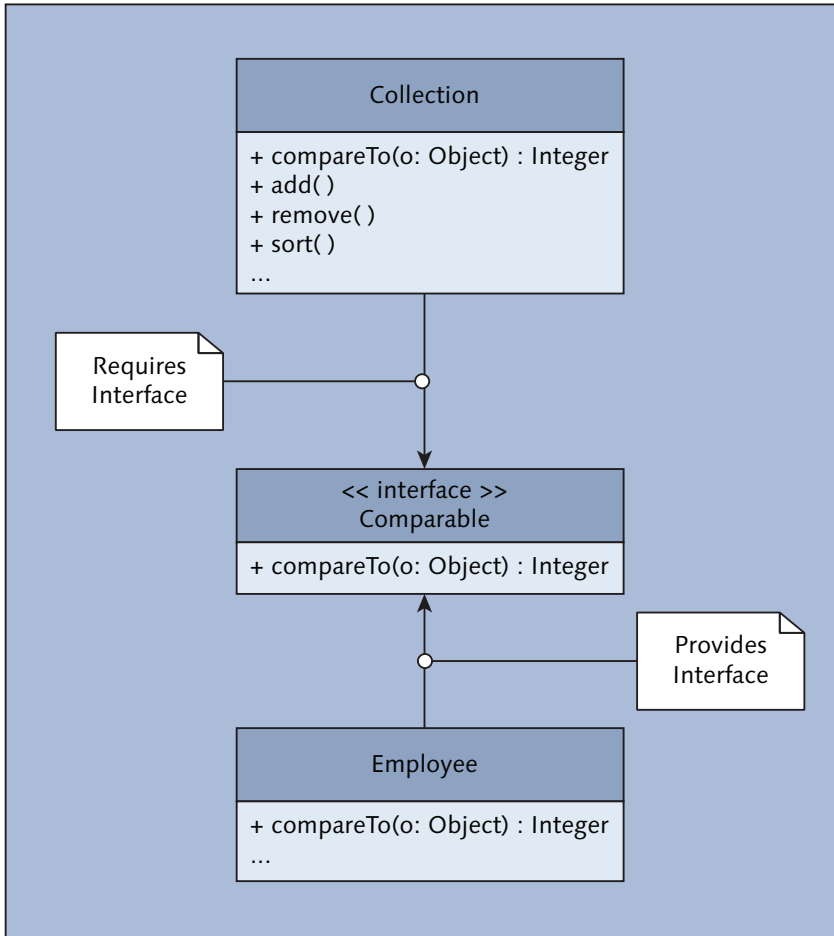 Collection
+ compareTo(o: Object) : Integer
+ add( )
+ remove( )
+ sort( )
...
Requires
Interface
<< interface >>
Comparable
+ compareTo(o: Object) : Integer
Provides
Interface
Employee
+ compareTo(o: Object) : Integer
...